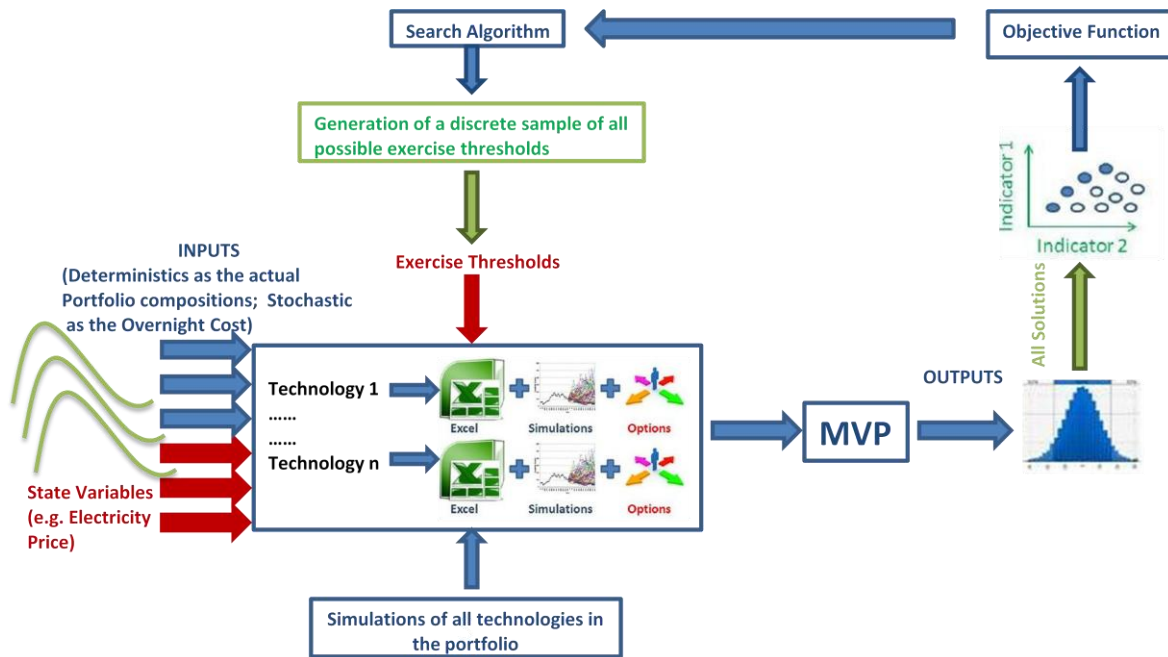 Search Algorithm
Objective Function
Generation of a discrete sample of all
possible exercise thresholds
Indicator 1
Indicator 2
INPUTS
(Deterministics as the actual
Portfolio compositions; Stochastic
as the Overnight Cost)
Exercise Thresholds
All Solutions
Technology 1
Excel
Simulations
Options
......
......
Technology n
Excel
Simulations
Options
MVP
OUTPUTS
State Variables
(e.g. Electricity
Price)
Simulations of all technologies in
the portfolio